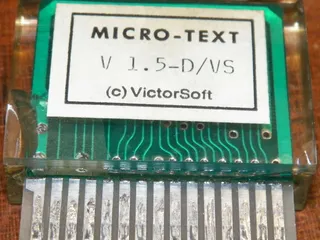 MICRO-TEXT
V 1.5-D/VS
(c) VictorSoft